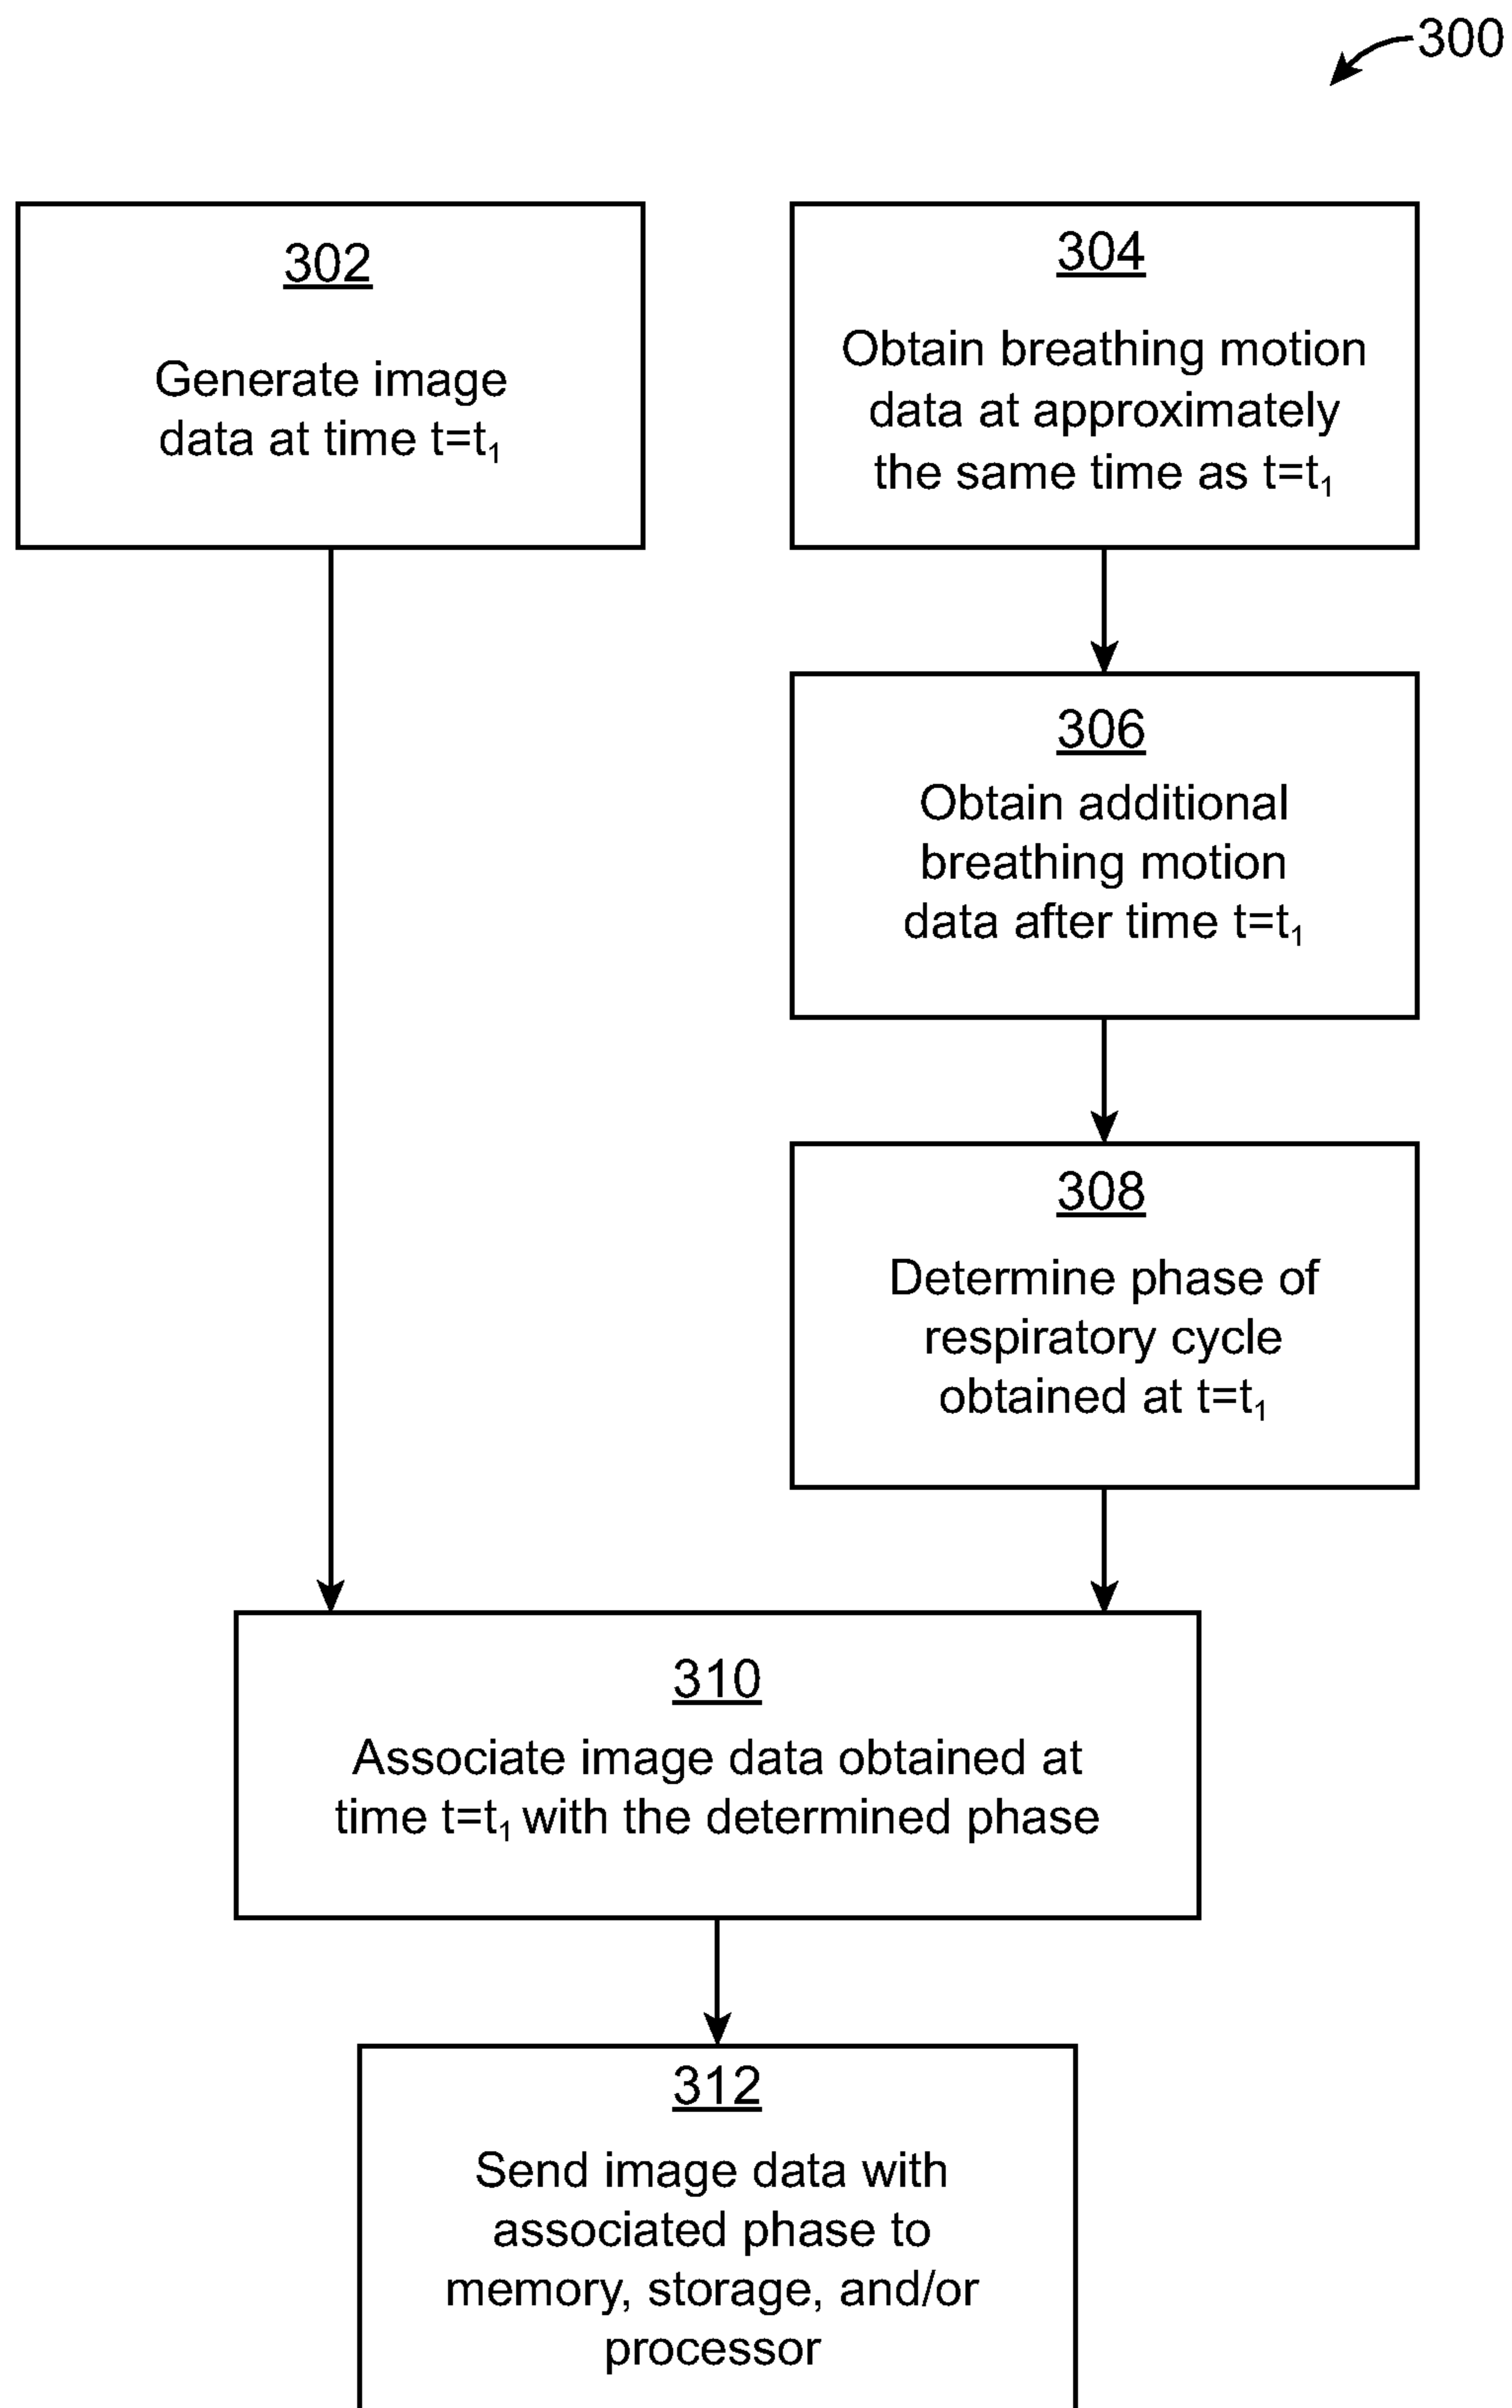 300
302
Generate image
data at time t=t₁
304
Obtain breathing motion
data at approximately
the same time as t=t₁
306
Obtain additional
breathing motion
data after time t=t₁
308
Determine phase of
respiratory cycle
obtained at t=t₁
310
Associate image data obtained at
time t=t₁ with the determined phase
312
Send image data with
associated phase to
memory, storage, and/or
processor